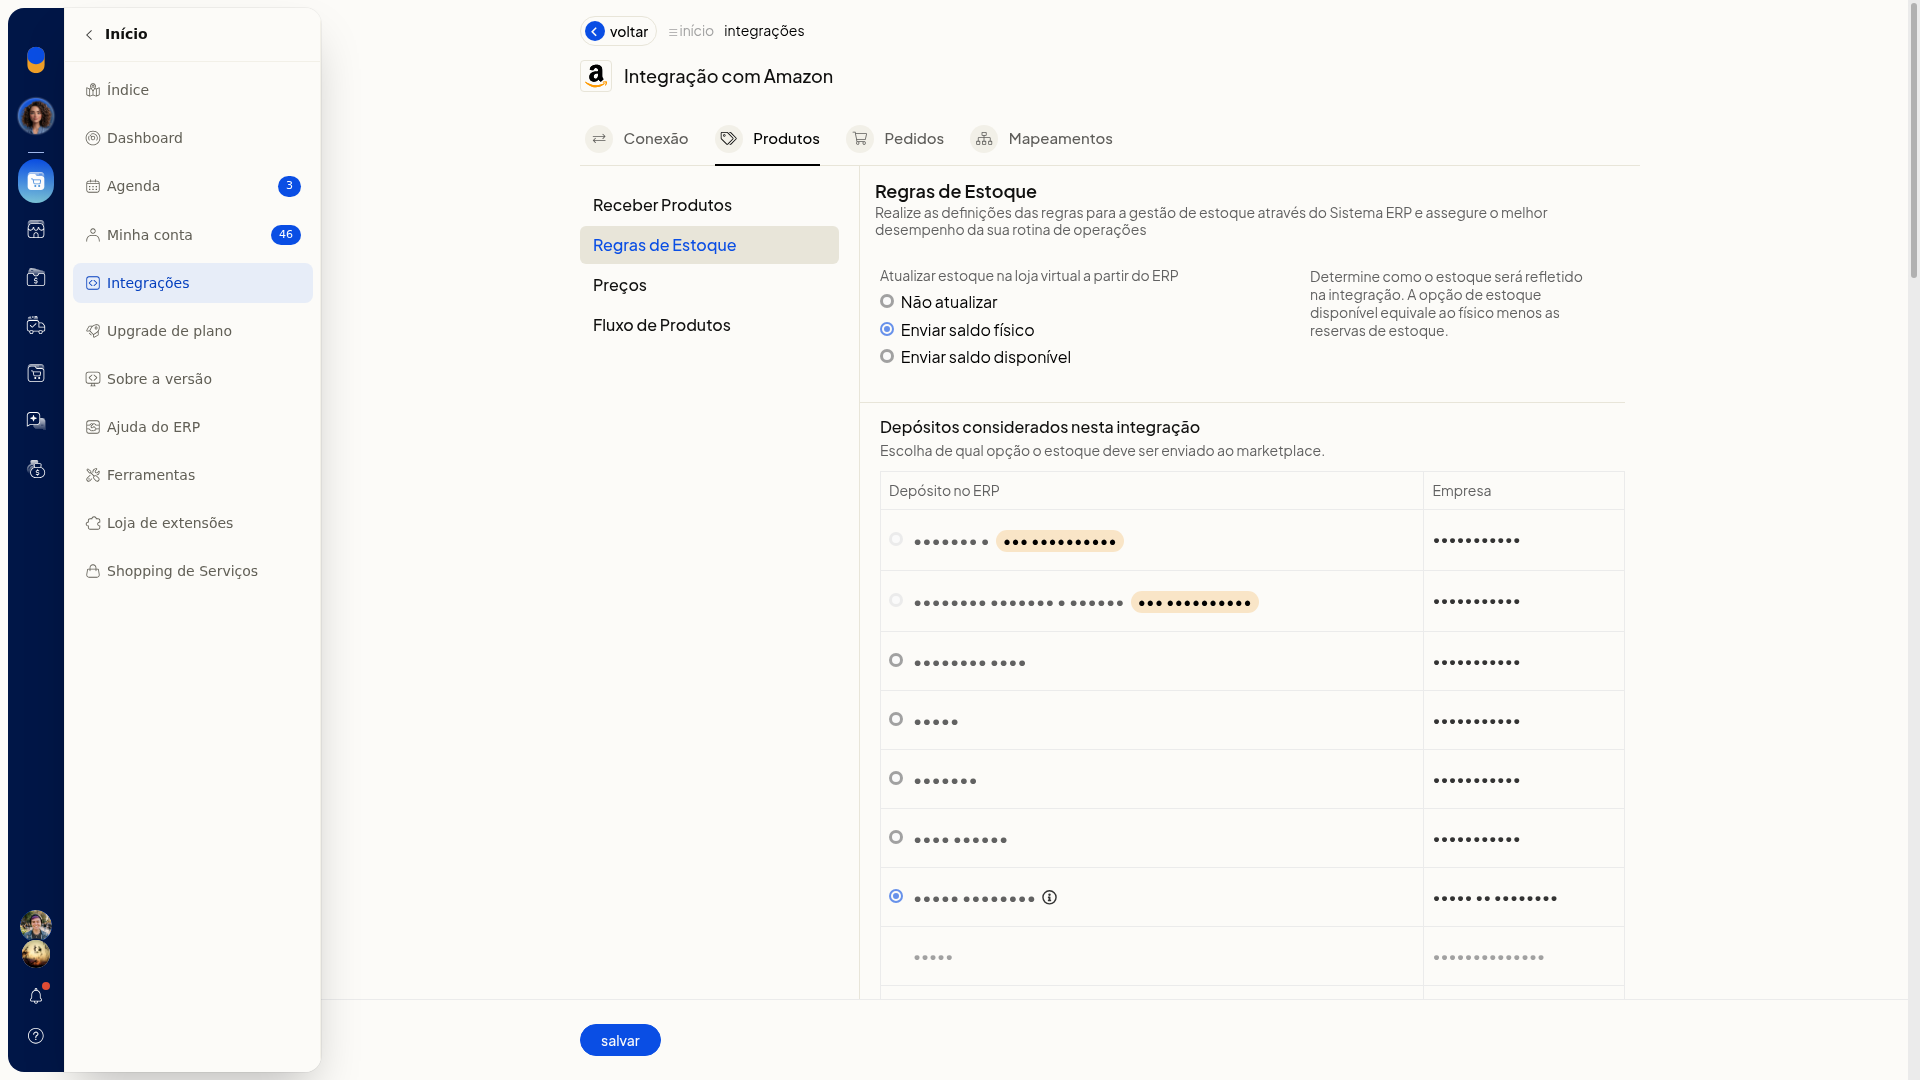 Início
Índice
Dashboard
Agenda 3
Minha conta 46
Integrações
Upgrade de plano
Sobre a versão
Ajuda do ERP
Ferramentas
Loja de extensões
Shopping de Serviços
voltar início integrações
Integração com Amazon
Conexão Produtos Pedidos Mapeamentos
Receber Produtos
Regras de Estoque
Preços
Fluxo de Produtos
Regras de Estoque
Realize as definições das regras para a gestão de estoque através do Sistema ERP e assegure o melhor
desempenho da sua rotina de operações
Atualizar estoque na loja virtual a partir do ERP
Não atualizar
Enviar saldo físico
Enviar saldo disponível
Determine como o estoque será refletido
na integração. A opção de estoque
disponível equivale ao físico menos as
reservas de estoque.
Depósitos considerados nesta integração
Escolha de qual opção o estoque deve ser enviado ao marketplace.
Depósito no ERP Empresa
salvar